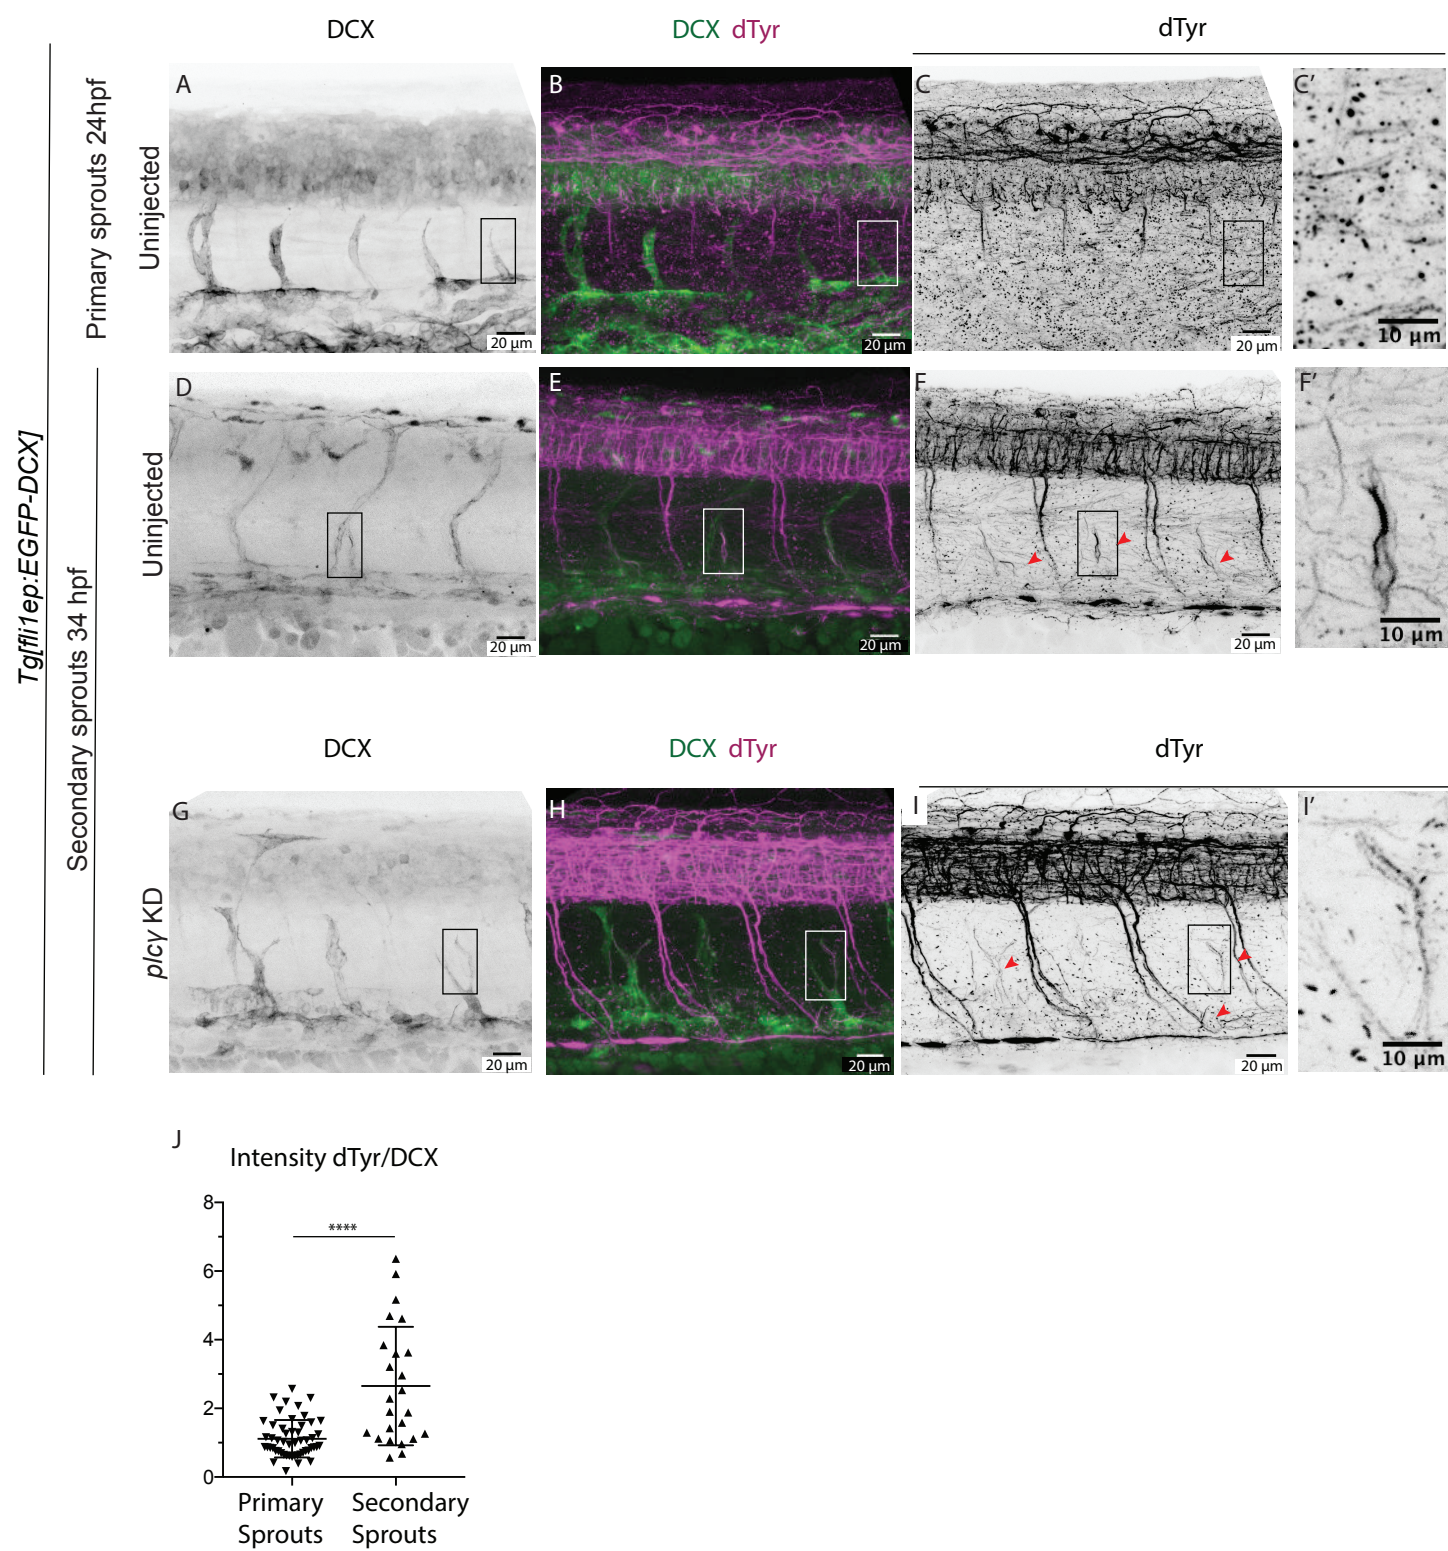 DCX
DCX dTyr
dTyr
Tg[fli1ep:EGFP-DCX]
Primary sprouts 24hpf
Uninjected
A
20 µm
B
20 µm
C
20 µm
C'
10 µm
Secondary sprouts 34 hpf
Uninjected
D
20 µm
E
20 µm
F
20 µm
F'
10 µm
DCX
DCX dTyr
dTyr
plcγ KD
G
20 µm
H
20 µm
I
20 µm
I'
10 µm
J
Intensity dTyr/DCX
8
6
4
2
0
****
Primary
Sprouts
Secondary
Sprouts